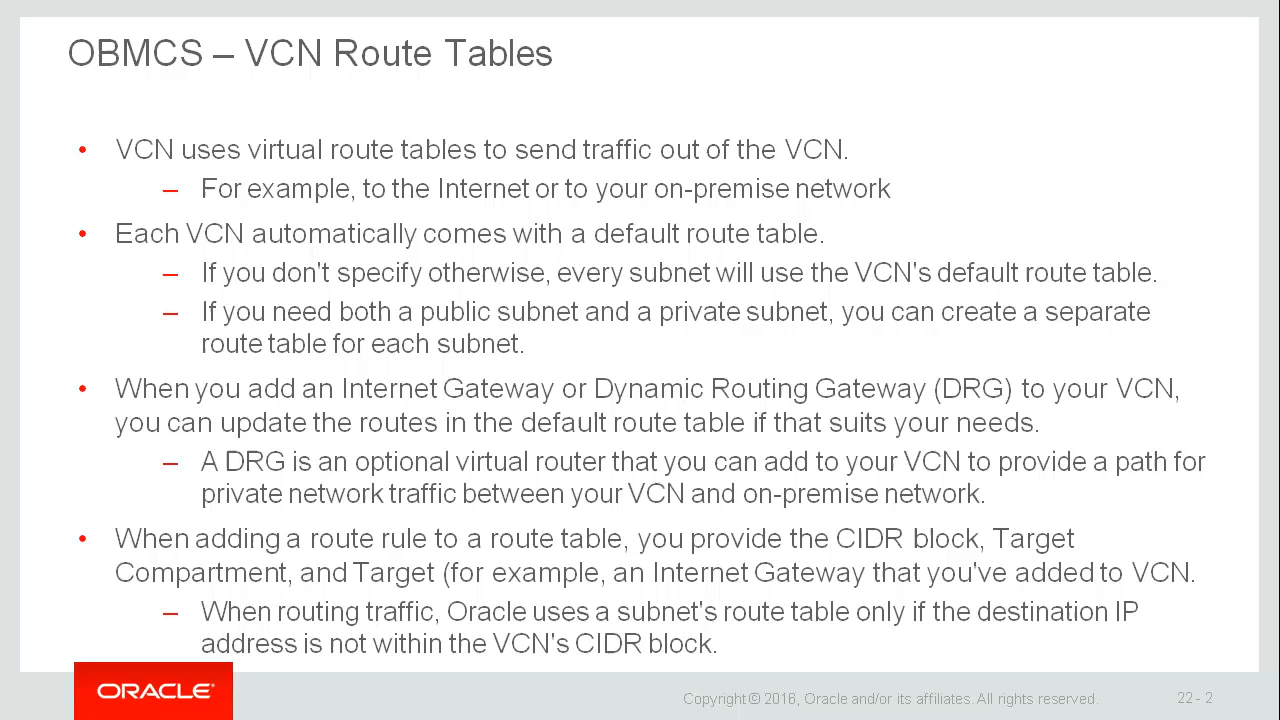 OBMCS – VCN Route Tables
• VCN uses virtual route tables to send traffic out of the VCN.
– For example, to the Internet or to your on-premise network
• Each VCN automatically comes with a default route table.
– If you don't specify otherwise, every subnet will use the VCN's default route table.
– If you need both a public subnet and a private subnet, you can create a separate
route table for each subnet.
• When you add an Internet Gateway or Dynamic Routing Gateway (DRG) to your VCN,
you can update the routes in the default route table if that suits your needs.
– A DRG is an optional virtual router that you can add to your VCN to provide a path for
private network traffic between your VCN and on-premise network.
• When adding a route rule to a route table, you provide the CIDR block, Target
Compartment, and Target (for example, an Internet Gateway that you've added to VCN.
– When routing traffic, Oracle uses a subnet's route table only if the destination IP
address is not within the VCN's CIDR block.
ORACLE
Copyright © 2016, Oracle and/or its affiliates. All rights reserved.
22 - 2